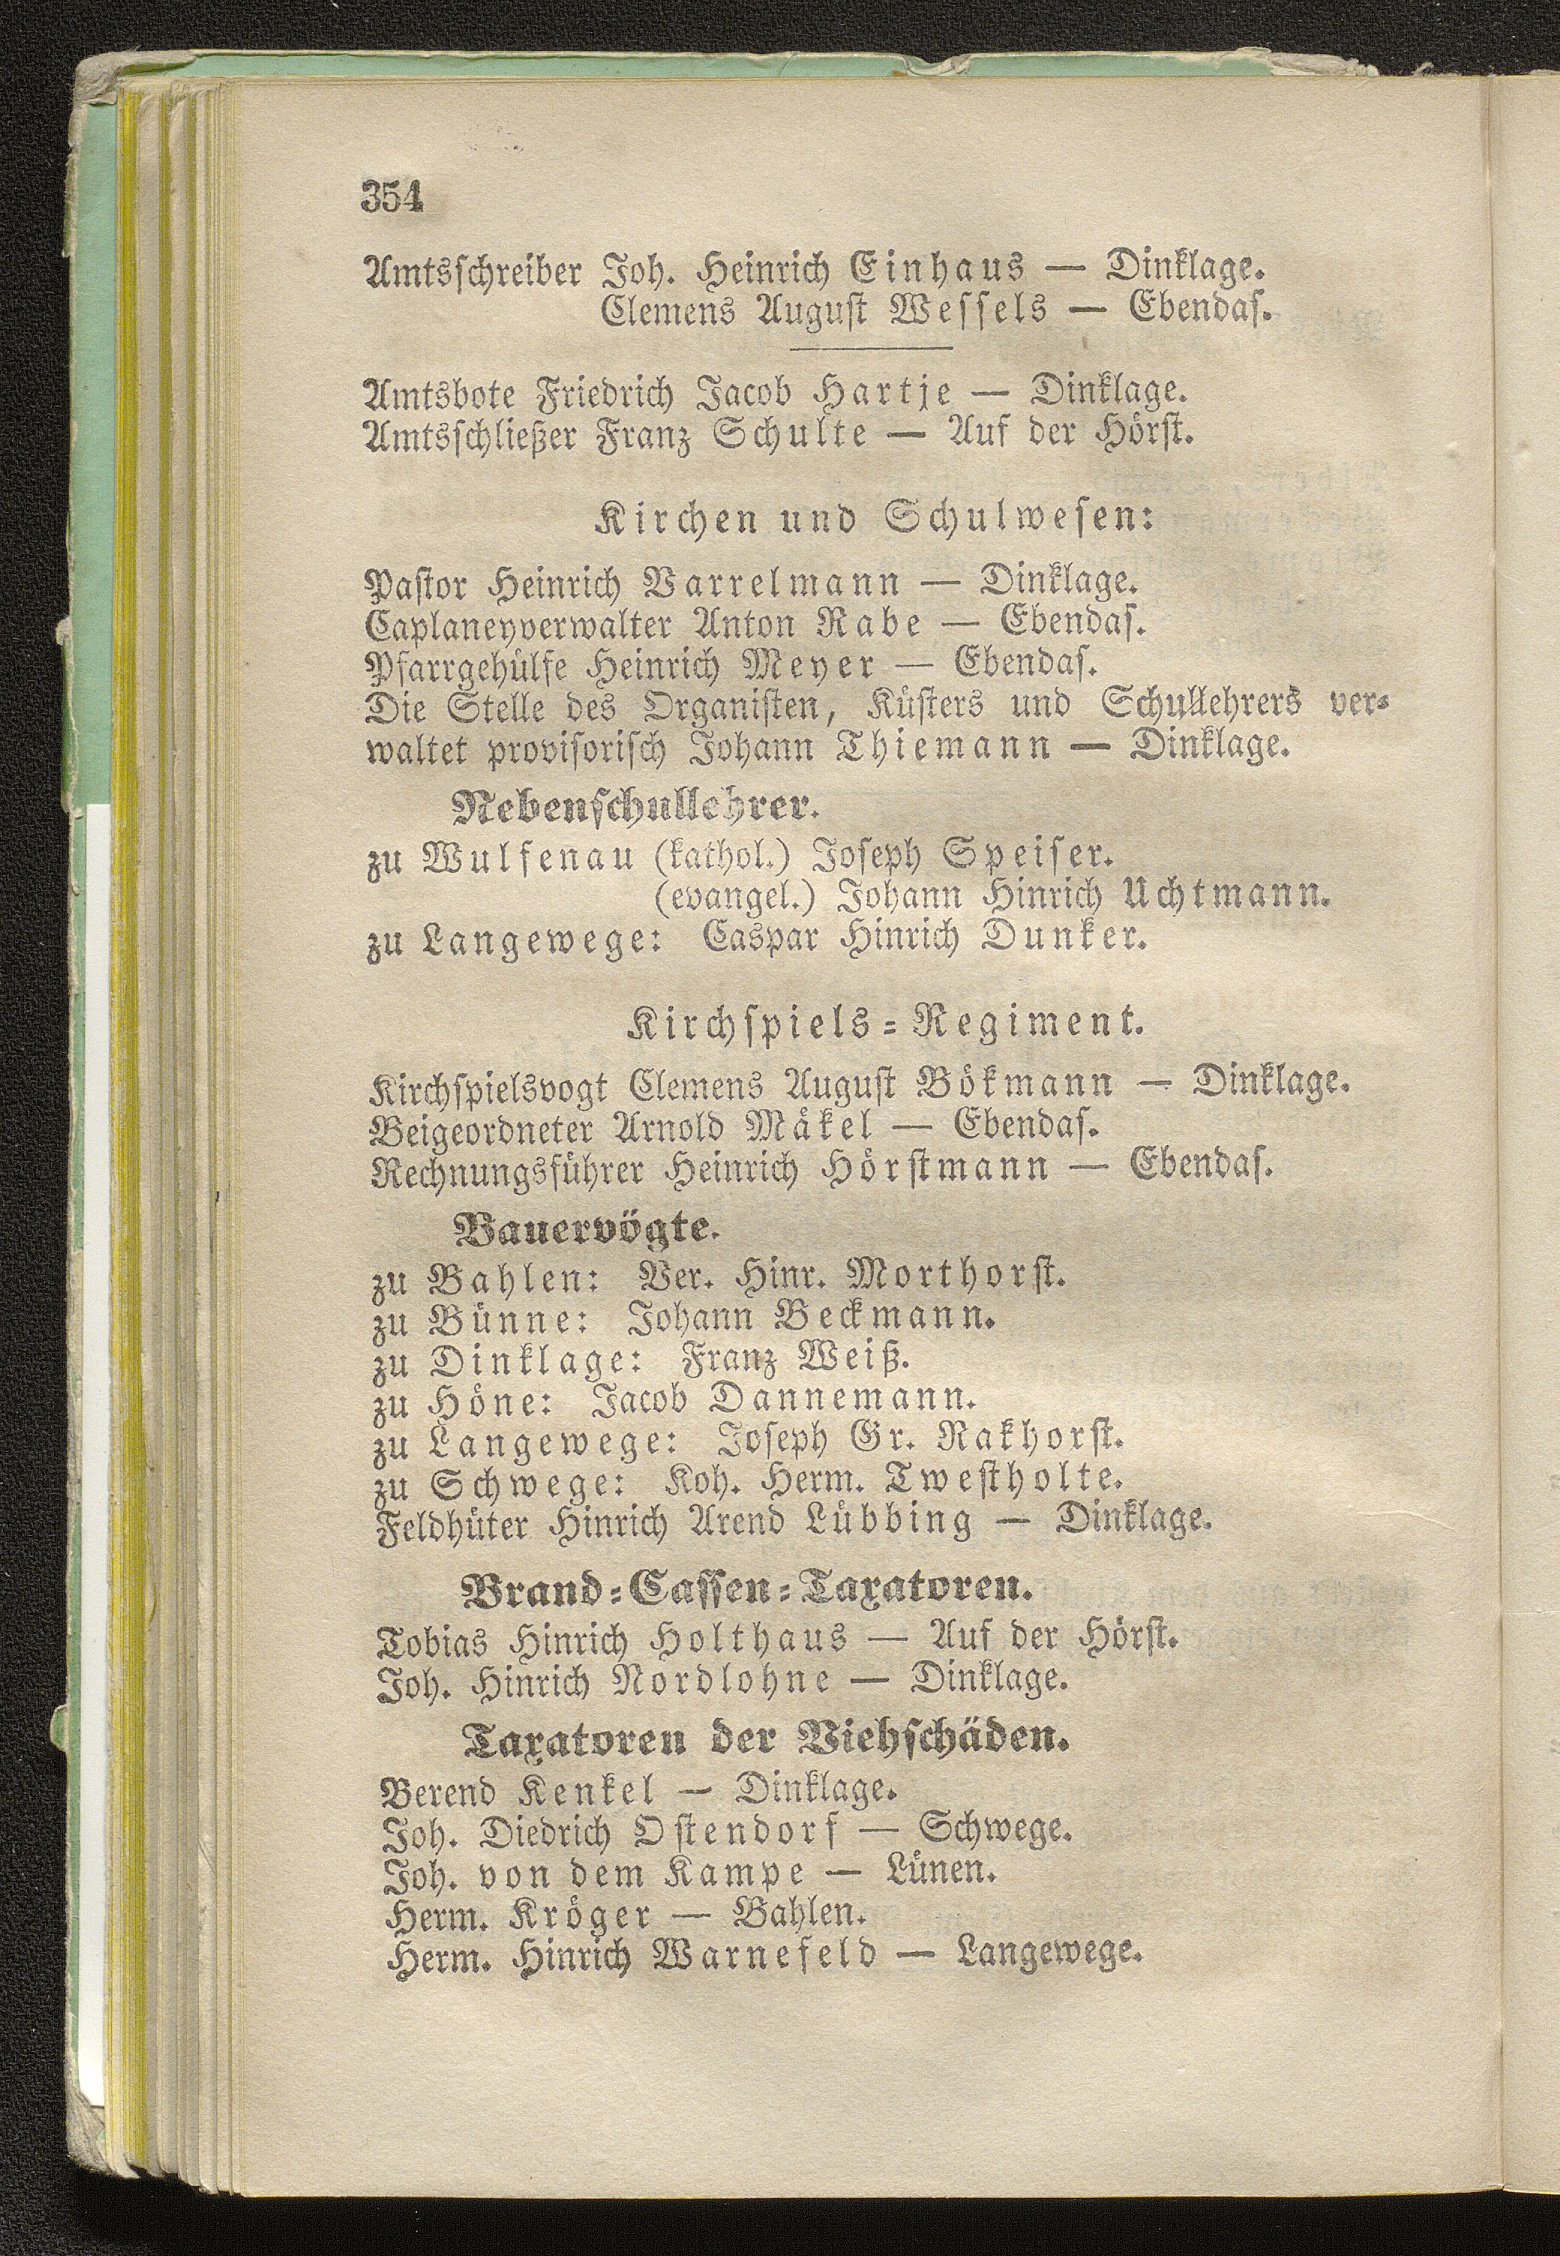 354
Amtsschreiber Joh. Heinrich Einhaus — Dinklage.
Clemens August Wessels — Ebendas.
Amtsbote Friedrich Jacob Hartje — Dinklage.
Amtsschließer Franz Schulte — Auf der Hörst.
Kirchen und Schulwesen:
Pastor Heinrich Varrelmann — Dinklage.
Caplaneyverwalter Anton Rabe — Ebendas.
Pfarrgehülfe Heinrich Meyer — Ebendas.
Die Stelle des Organisten, Küsters und Schullehrers ver-
waltet provisorisch Johann Thiemann — Dinklage.
Nebenschullehrer.
zu Wulfenau (kathol.) Joseph Speiser.
(evangel.) Johann Hinrich Uchtmann.
zu Langewege: Caspar Hinrich Dunker.
Kirchspiels-Regiment.
Kirchspielsvogt Clemens August Bökmann — Dinklage.
Beigeordneter Arnold Mäkel — Ebendas.
Rechnungsführer Heinrich Hörstmann — Ebendas.
Bauervögte.
zu Bahlen: Ver. Hinr. Morthorst.
zu Bünne: Johann Beckmann.
zu Dinklage: Franz Weiß.
zu Höne: Jacob Dannemann.
zu Langewege: Joseph Gr. Rakhorst.
zu Schwege: Koh. Herm. Twestholte.
Feldhüter Hinrich Arend Lübbing — Dinklage.
Brand-Cassen-Taxatoren.
Tobias Hinrich Holthaus — Auf der Hörst.
Joh. Hinrich Nordlohne — Dinklage.
Taxatoren der Viehschäden.
Berend Kenkel — Dinklage.
Joh. Diedrich Ostendorf — Schwege.
Joh. von dem Kampe — Lünen.
Herm. Kröger — Bahlen.
Herm. Hinrich Warnefeld — Langewege.